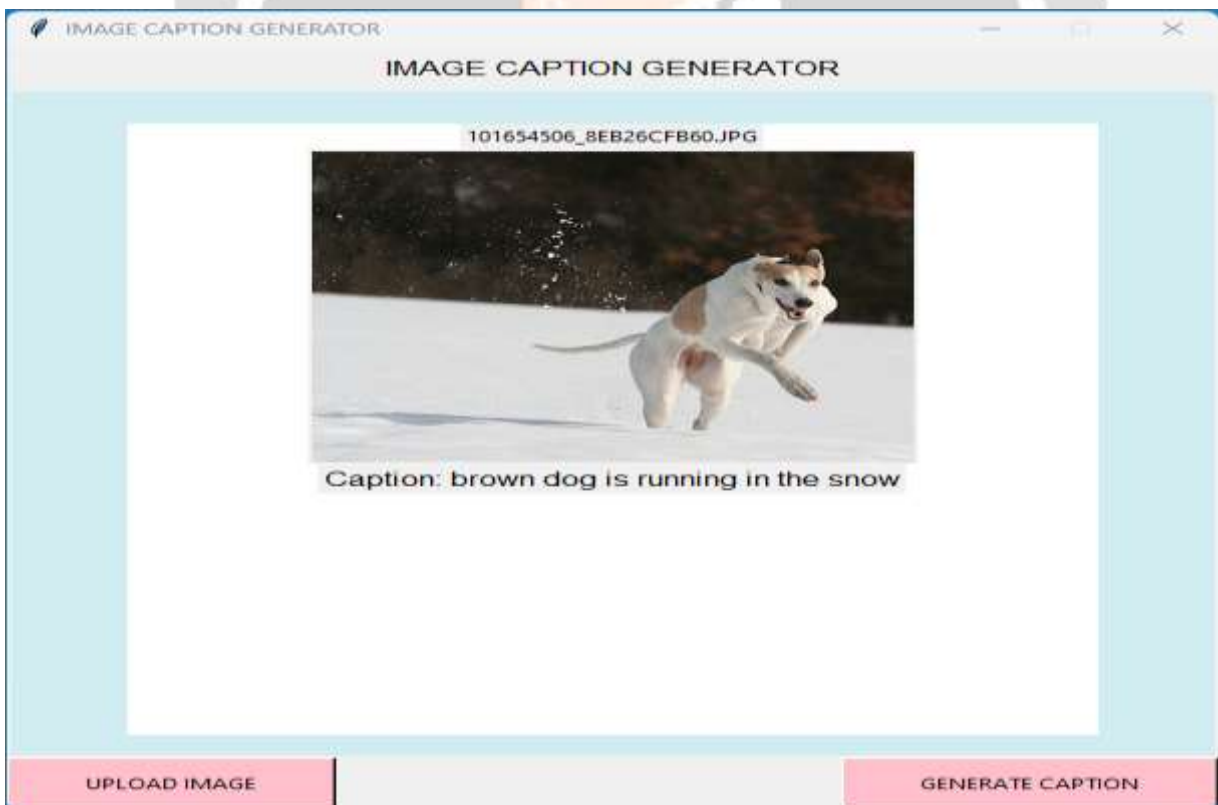 IMAGE CAPTION GENERATOR
IMAGE CAPTION GENERATOR
101654506_8EB26CFB60.JPG
Caption: brown dog is running in the snow
UPLOAD IMAGE
GENERATE CAPTION